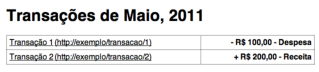 Transações de Maio, 2011
Transação 1 (http://exemplo/transacao/1) - R$ 100,00 - Despesa
Transação 2 (http://exemplo/transacao/2) + R$ 200,00 - Receita